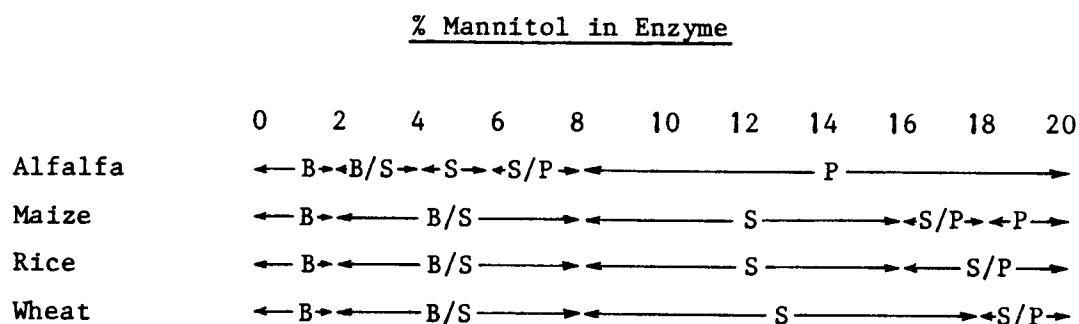 % Mannitol in Enzyme
0 2 4 6 8 10 12 14 16 18 20
Alfalfa B B/S S S/P P
Maize B B/S S S/P P
Rice B B/S S S/P
Wheat B B/S S S/P